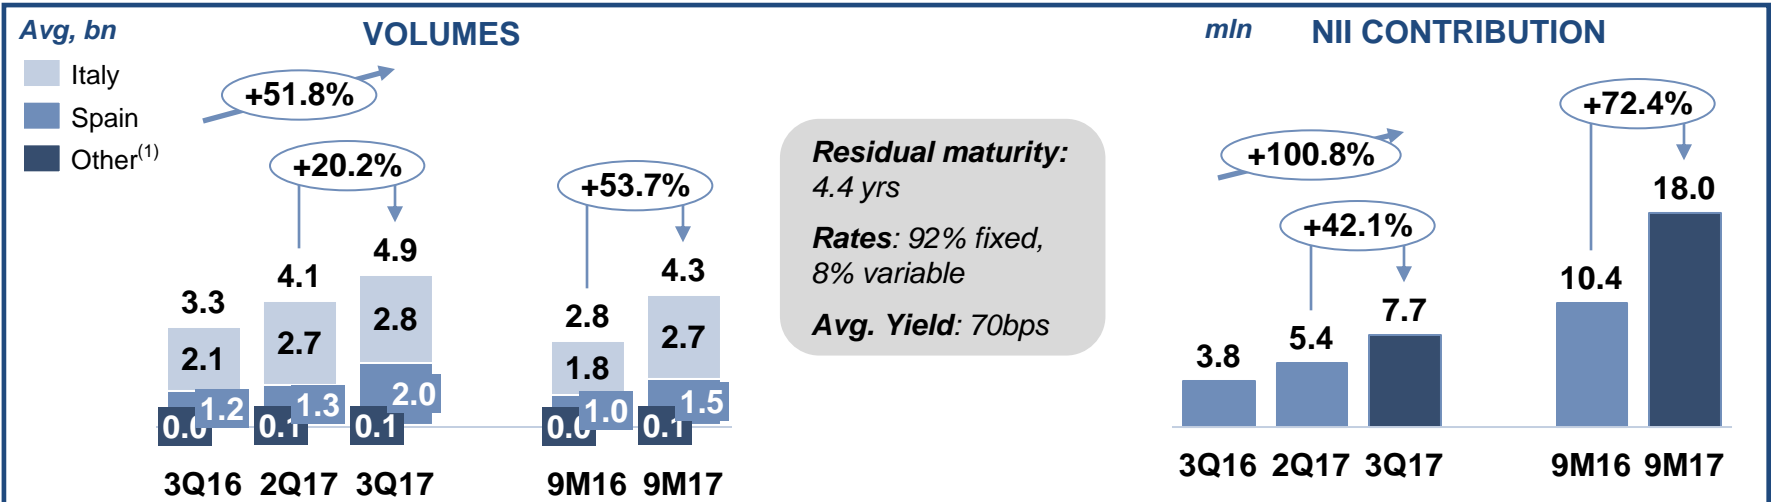 Avg, bn
VOLUMES
Italy
Spain
Other(1)
+51.8%
+20.2%
+53.7%
3.3
4.1
4.9
2.8
4.3
2.1
2.7
2.8
1.8
2.7
1.2
1.3
2.0
1.0
1.5
0.0
0.1
0.1
0.0
0.1
3Q16
2Q17
3Q17
9M16
9M17
Residual maturity:
4.4 yrs
Rates: 92% fixed,
8% variable
Avg. Yield: 70bps
mln
NII CONTRIBUTION
+100.8%
+42.1%
+72.4%
3.8
5.4
7.7
10.4
18.0
3Q16
2Q17
3Q17
9M16
9M17